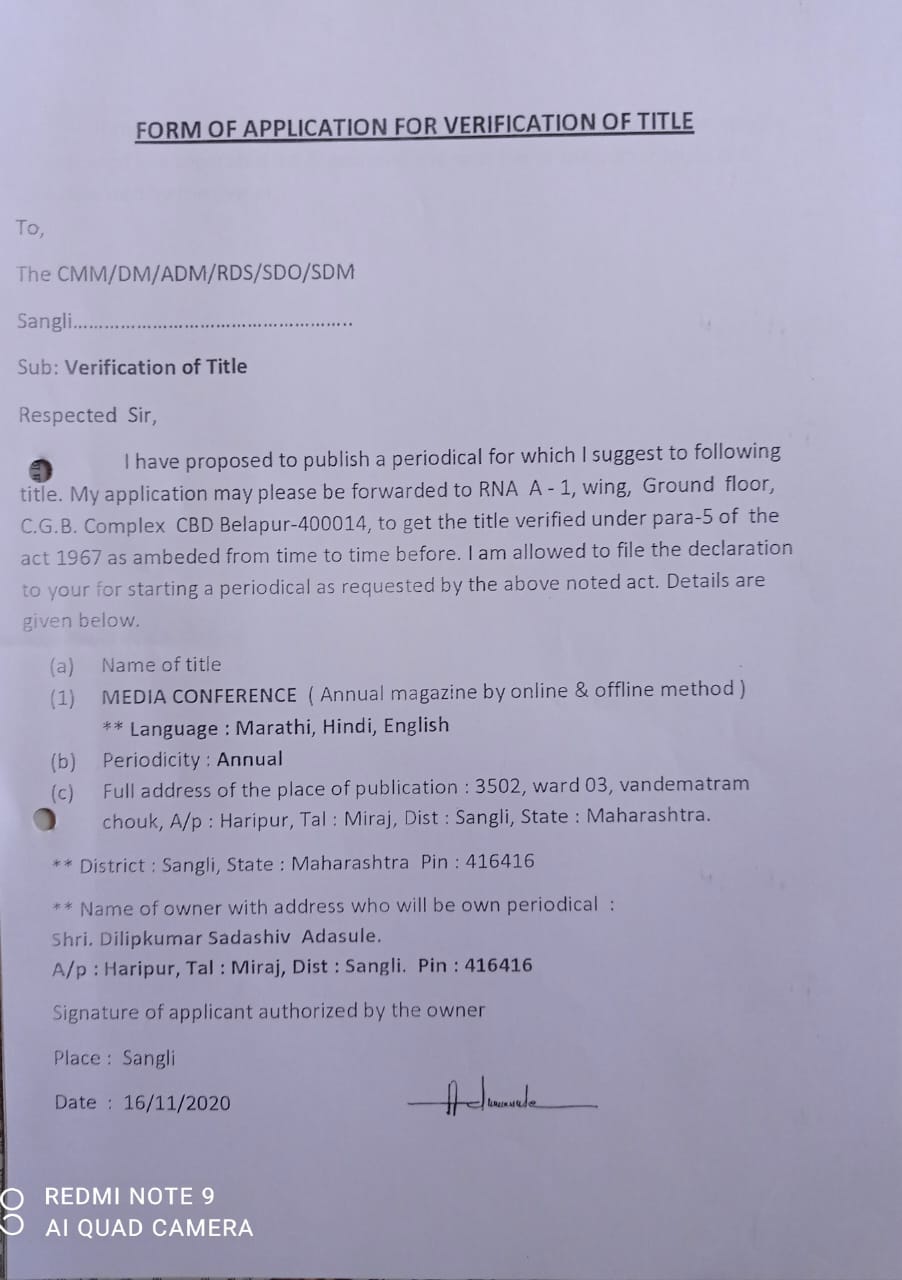 FORM OF APPLICATION FOR VERIFICATION OF TITLE
To,
The CMM/DM/ADM/RDS/SDO/SDM
Sangli......................................................
Sub: Verification of Title
Respected Sir,
I have proposed to publish a periodical for which I suggest to following
title. My application may please be forwarded to RNA A - 1, wing, Ground floor,
C.G.B. Complex CBD Belapur-400014, to get the title verified under para-5 of the
act 1967 as ambeded from time to time before. I am allowed to file the declaration
to your for starting a periodical as requested by the above noted act. Details are
given below.
(a) Name of title
(1) MEDIA CONFERENCE ( Annual magazine by online & offline method )
** Language : Marathi, Hindi, English
(b) Periodicity : Annual
(c) Full address of the place of publication : 3502, ward 03, vandematram
chouk, A/p : Haripur, Tal : Miraj, Dist : Sangli, State : Maharashtra.
** District : Sangli, State : Maharashtra Pin : 416416
** Name of owner with address who will be own periodical :
Shri. Dilipkumar Sadashiv Adasule.
A/p : Haripur, Tal : Miraj, Dist : Sangli. Pin : 416416
Signature of applicant authorized by the owner
Place : Sangli
Date : 16/11/2020
REDMI NOTE 9
AI QUAD CAMERA